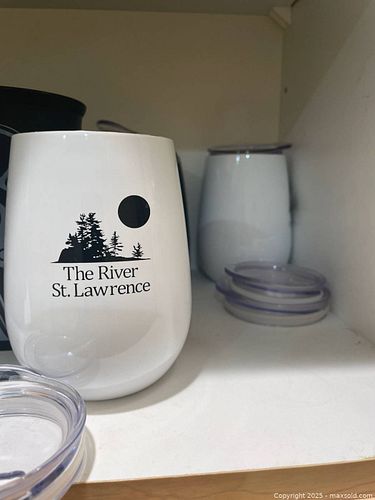 The River
St. Lawrence
Copyright 2025 - maxsold.com